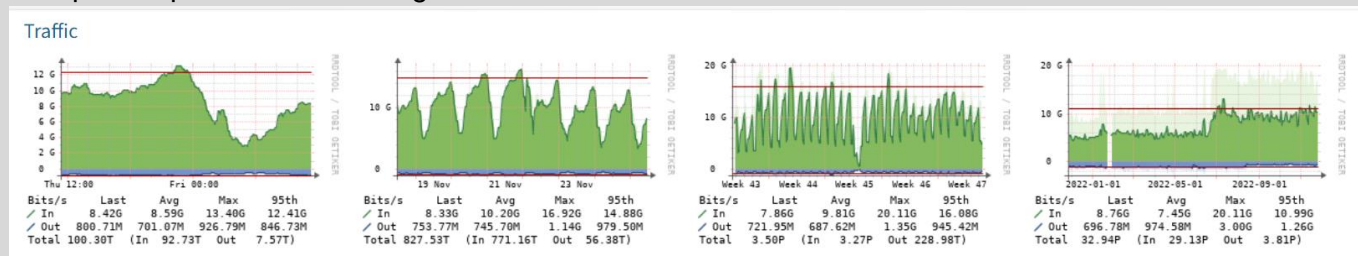 Traffic
12 G
10 G
8 G
6 G
4 G
2 G
0
Thu 12:00 Fri 00:00
RRDTOOL / TOBI OETIKER
Bits/s Last Avg Max 95th
In 8.42G 8.59G 13.40G 12.41G
Out 800.71M 701.07M 926.79M 846.73M
Total 100.30T (In 92.73T Out 7.57T)
10 G
0
19 Nov 21 Nov 23 Nov
RRDTOOL / TOBI OETIKER
Bits/s Last Avg Max 95th
In 8.33G 10.20G 16.92G 14.88G
Out 753.77M 745.70M 1.14G 979.50M
Total 827.53T (In 771.16T Out 56.38T)
20 G
10 G
0
Week 43 Week 44 Week 45 Week 46 Week 47
RRDTOOL / TOBI OETIKER
Bits/s Last Avg Max 95th
In 7.86G 9.81G 20.11G 16.08G
Out 721.95M 687.62M 1.35G 945.42M
Total 3.50P (In 3.27P Out 228.98T)
20 G
10 G
0
2022-01-01 2022-05-01 2022-09-01
RRDTOOL / TOBI OETIKER
Bits/s Last Avg Max 95th
In 8.76G 7.45G 20.11G 10.99G
Out 696.78M 974.58M 3.00G 1.26G
Total 32.94P (In 29.13P Out 3.81P)